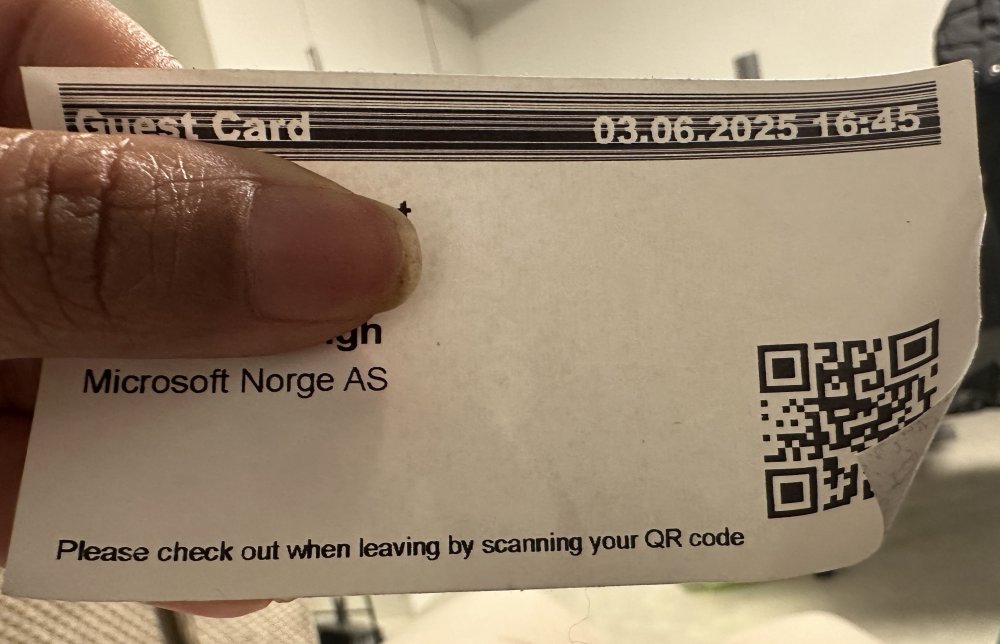 Guest Card
03.06.2025 16:45
Microsoft Norge AS
Please check out when leaving by scanning your QR code